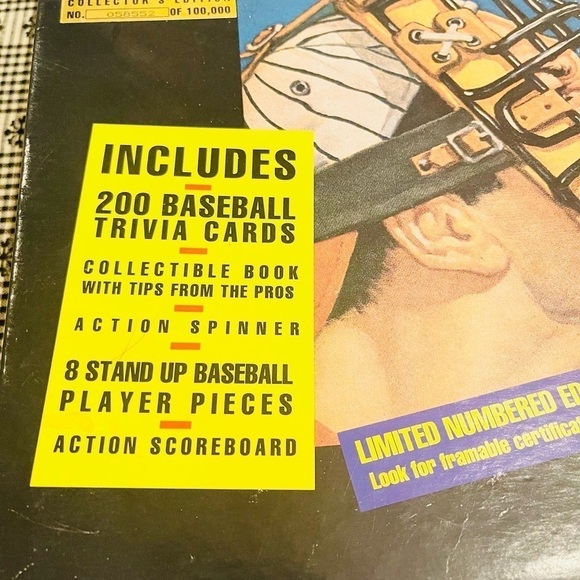 COLLECTOR'S EDITION
NO. 058552 OF 100,000
INCLUDES
200 BASEBALL
TRIVIA CARDS
COLLECTIBLE BOOK
WITH TIPS FROM THE PROS
ACTION SPINNER
8 STAND UP BASEBALL
PLAYER PIECES
ACTION SCOREBOARD
LIMITED NUMBERED
Look for framable